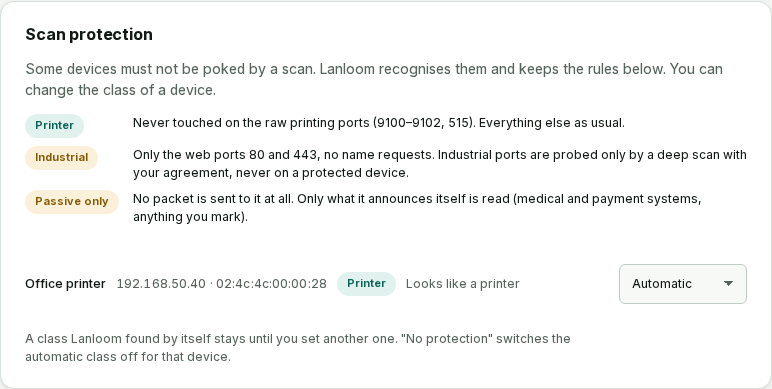 Scan protection
Some devices must not be poked by a scan. Lanloom recognises them and keeps the rules below. You can
change the class of a device.
Printer Never touched on the raw printing ports (9100–9102, 515). Everything else as usual.
Industrial Only the web ports 80 and 443, no name requests. Industrial ports are probed only by a deep scan with
your agreement, never on a protected device.
Passive only No packet is sent to it at all. Only what it announces itself is read (medical and payment systems,
anything you mark).
Office printer 192.168.50.40 · 02:4c:4c:00:00:28 Printer Looks like a printer Automatic
A class Lanloom found by itself stays until you set another one. "No protection" switches the
automatic class off for that device.